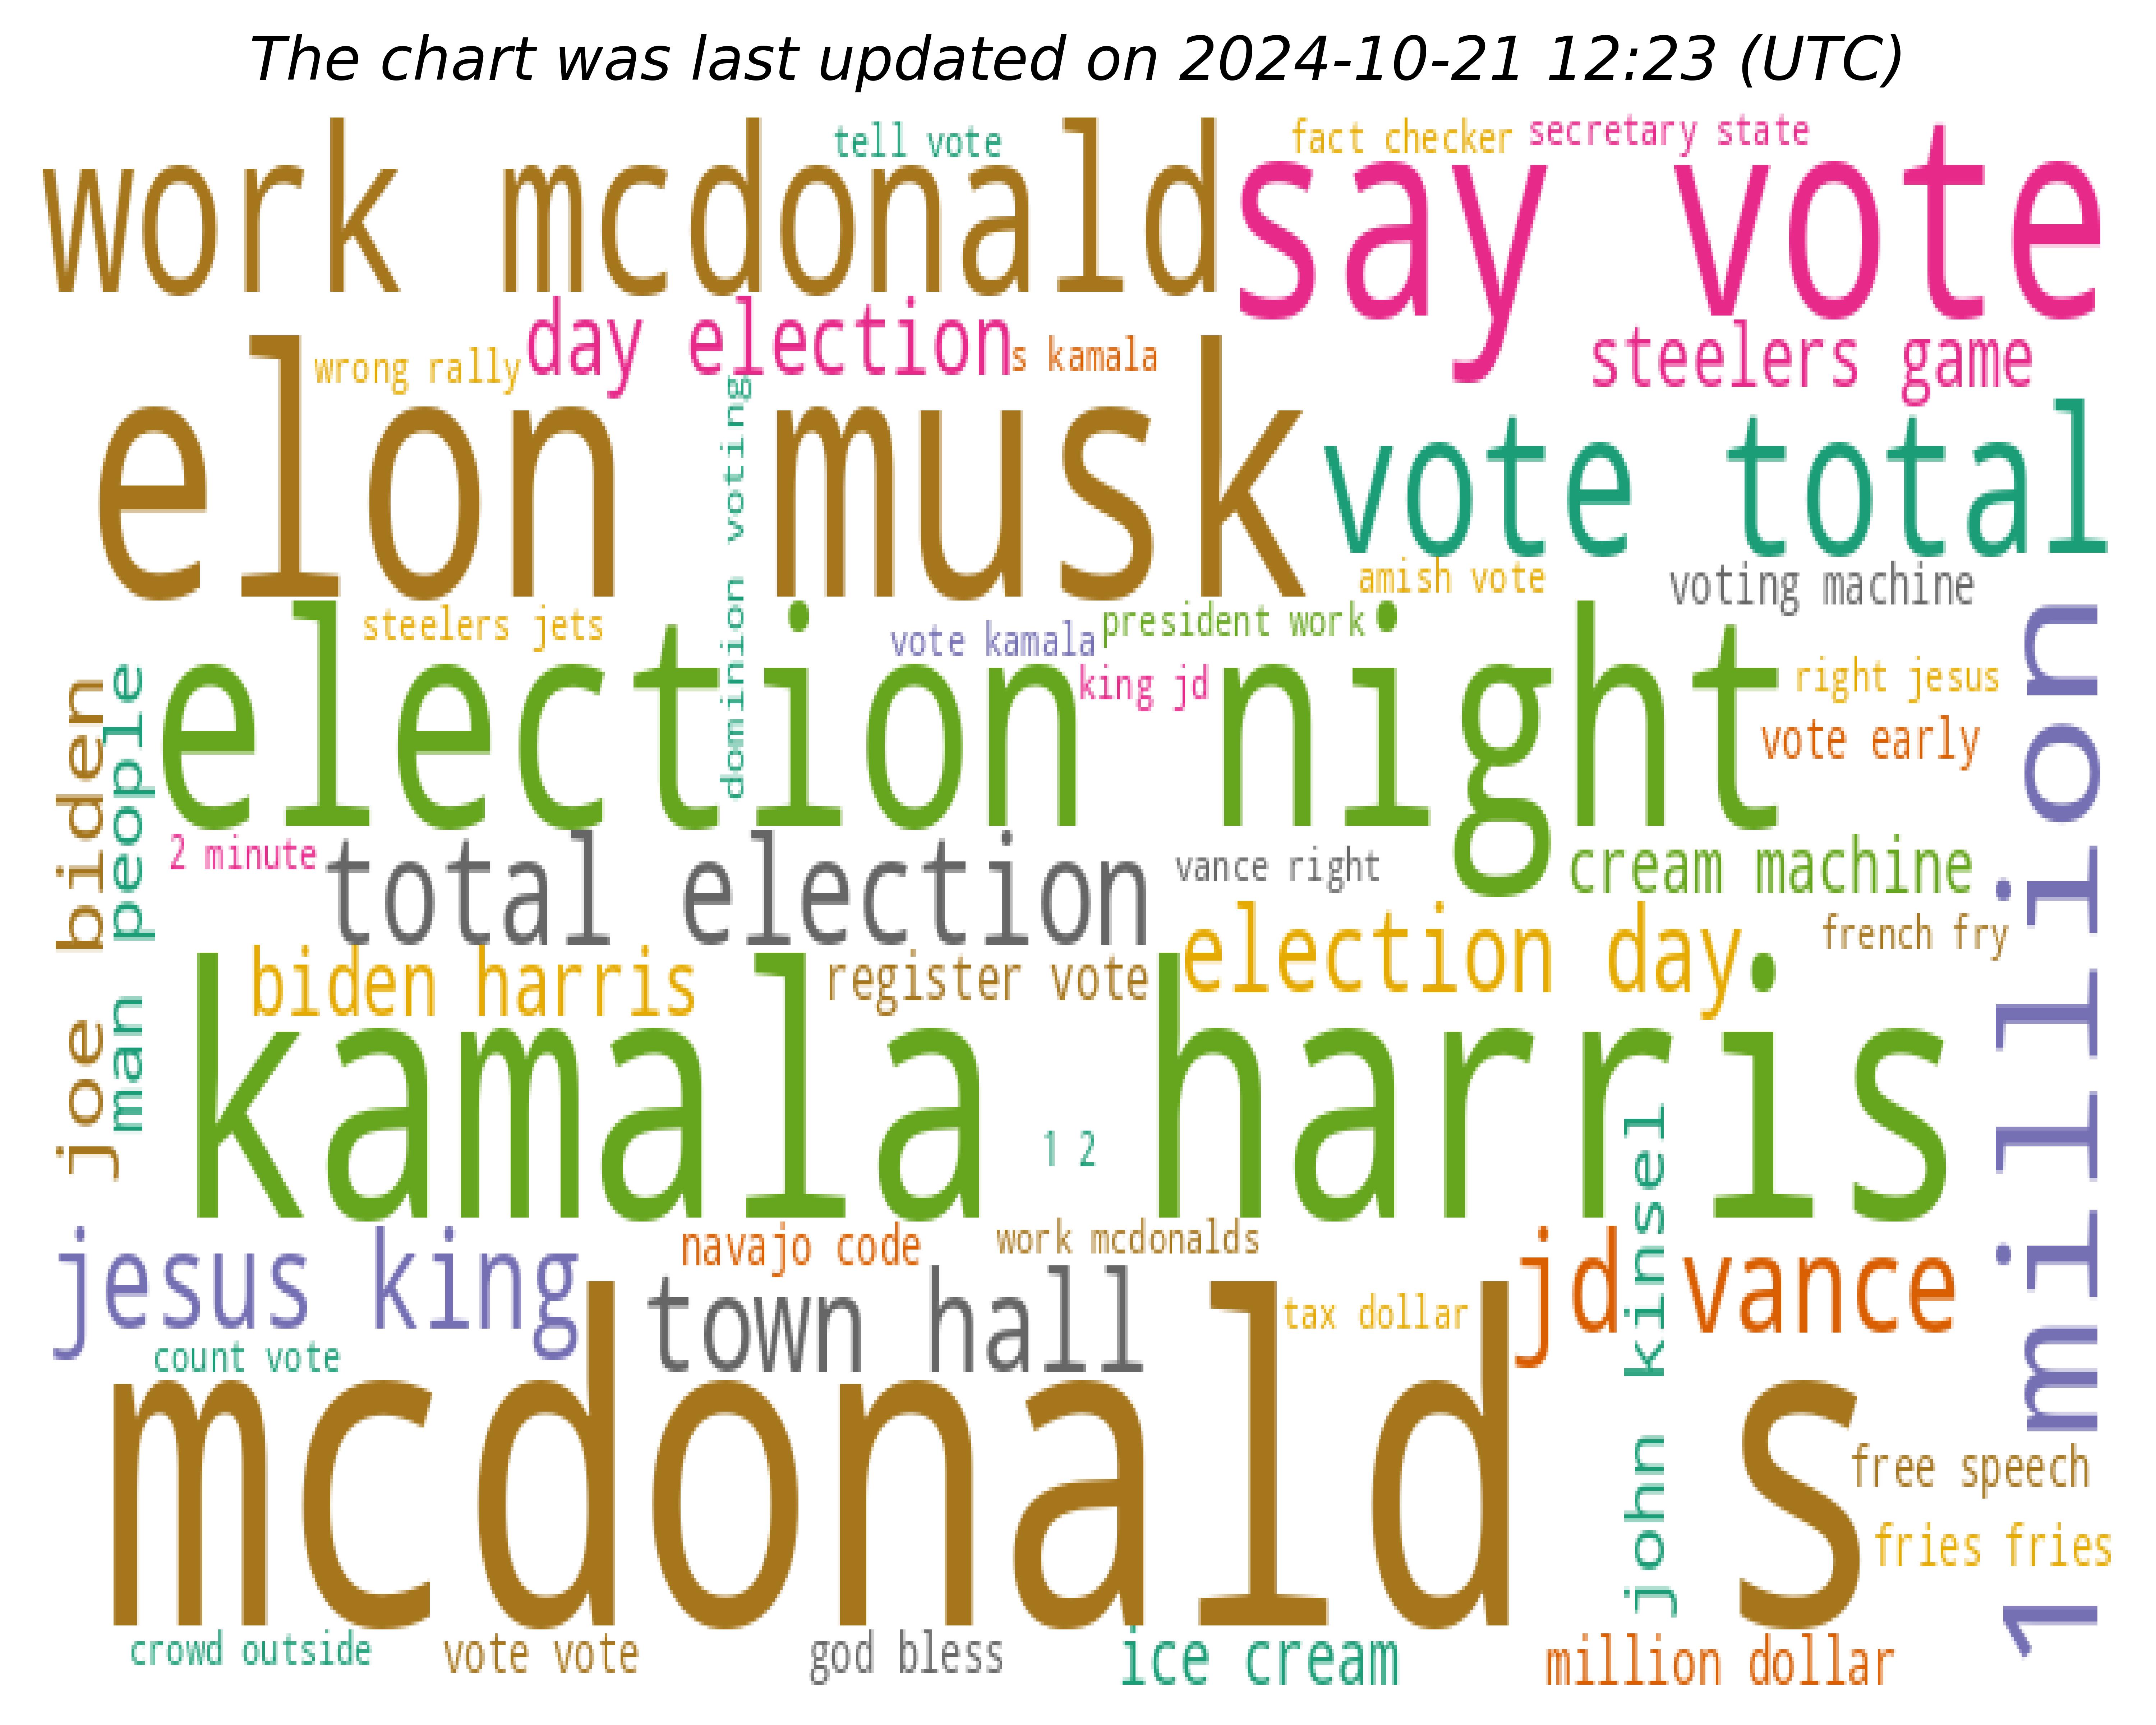 The chart was last updated on 2024-10-21 12:23 (UTC)
tell vote
fact checker
secretary state
work mcdonald
say vote
day election
wrong rally
s kamala
steelers game
elon musk
dominion voting
vote total
amish vote
voting machine
steelers jets
vote kamala
president work
election night
king jd
right jesus
vote early
1 million
joe biden
man people
2 minute
total election
vance right
cream machine
election day
french fry
biden harris
register vote
kamala harris
1 2
john kinsel
jesus king
navajo code
work mcdonalds
jd vance
town hall
tax dollar
count vote
mcdonald s
free speech
fries fries
crowd outside
vote vote
god bless
ice cream
million dollar